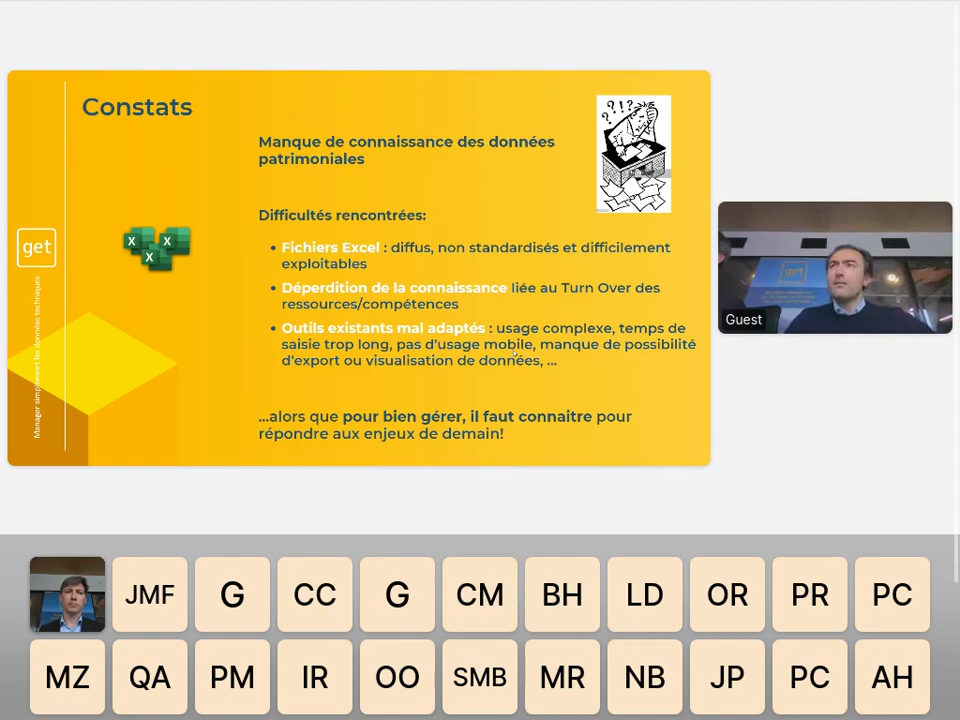 Constats
Manque de connaissance des données
patrimoniales
Difficultés rencontrées:
• Fichiers Excel : diffus, non standardisés et difficilement
exploitables
• Déperdition de la connaissance liée au Turn Over des
ressources/compétences
• Outils existants mal adaptés : usage complexe, temps de
saisie trop long, pas d'usage mobile, manque de possibilité
d'export ou visualisation de données, ...
...alors que pour bien gérer, il faut connaitre pour
répondre aux enjeux de demain!
get
Manager simplement les données techniques
X X
X
? ? ! ? !
get
Guest
JMF G CC G CM BH LD OR PR PC
MZ QA PM IR OO SMB MR NB JP PC AH